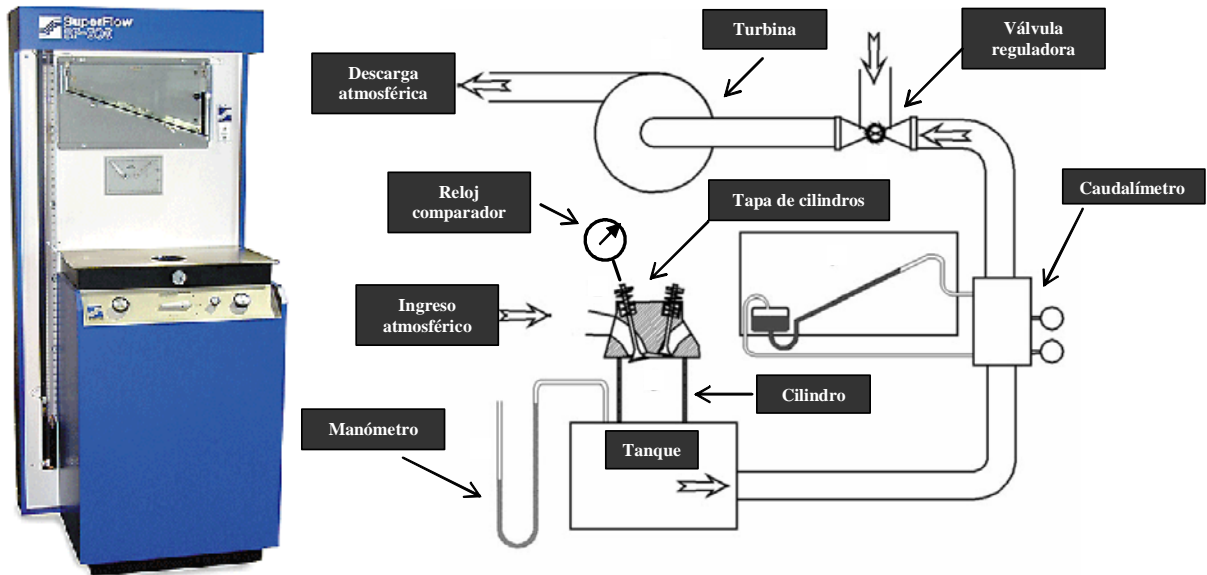 SuperFlow
Turbina
Válvula
reguladora
Descarga
atmosférica
Reloj
comparador
Tapa de cilindros
Caudalímetro
Ingreso
atmosférico
Manómetro
Cilindro
Tanque